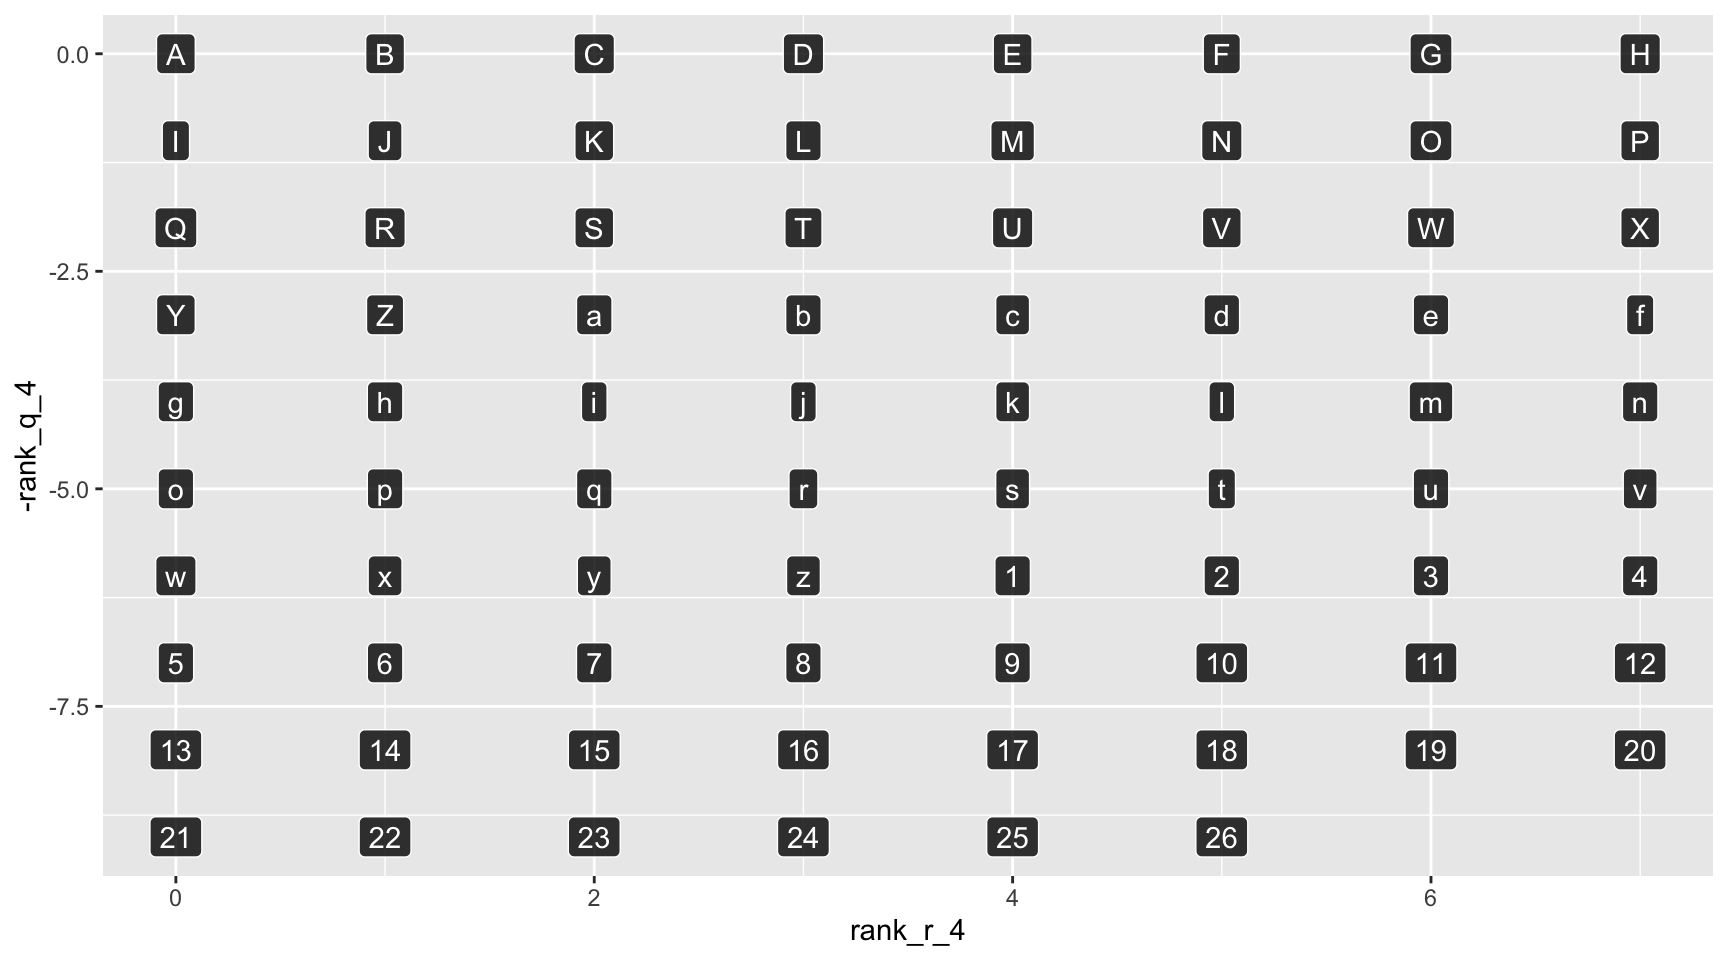 0.0 A B C D E F G H
I J K L M N O P
Q R S T U V W X
-2.5
Y Z a b c d e f
g h i j k l m n
-rank_q_4
-5.0 o p q r s t u v
w x y z 1 2 3 4
5 6 7 8 9 10 11 12
-7.5
13 14 15 16 17 18 19 20
21 22 23 24 25 26
0 2 4 6
rank_r_4